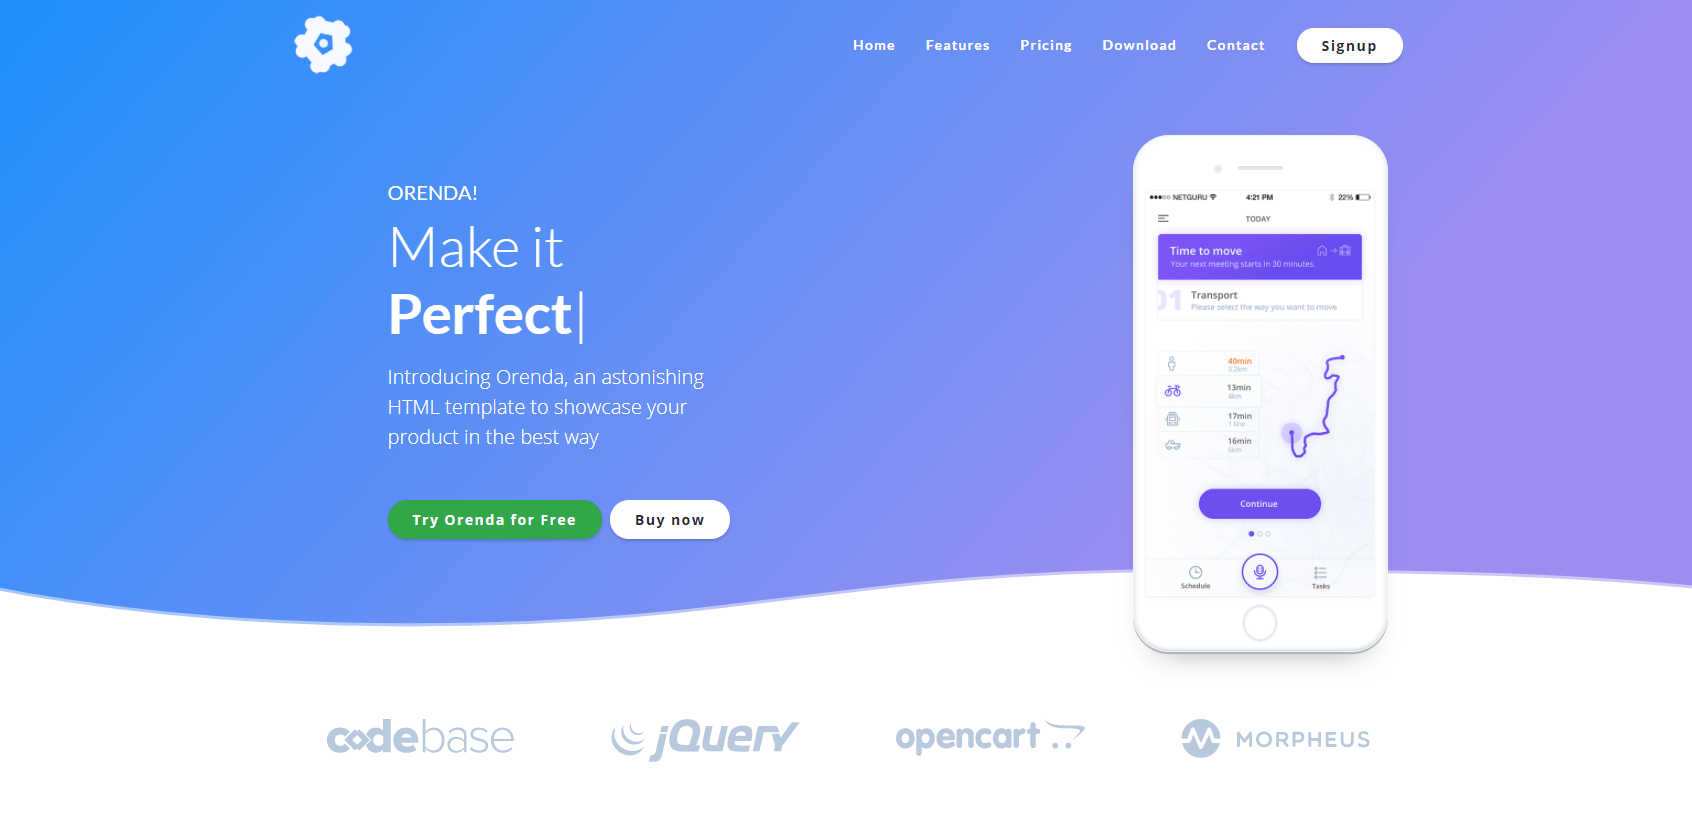 Home
Features
Pricing
Download
Contact
Signup
ORENDA!
Make it
Perfect|
Introducing Orenda, an astonishing
HTML template to showcase your
product in the best way
Try Orenda for Free
Buy now
NETGURU
4:21 PM
22%
TODAY
Time to move
Your next meeting starts in 30 minutes.
01
Transport
Please select the way you want to move
40min
3.2km
13min
4km
17min
1 line
16min
6km
Continue
Schedule
Tasks
codebase
jQuery
opencart
MORPHEUS